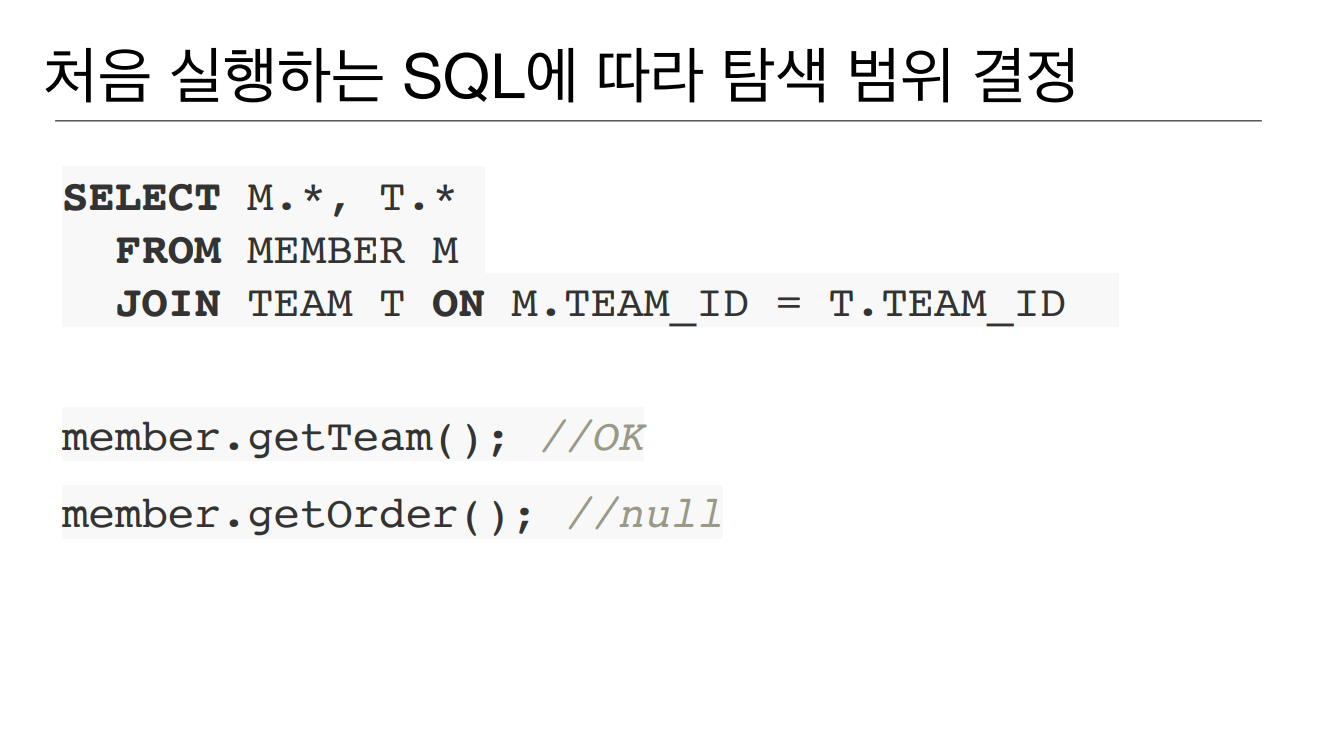 처음 실행하는 SQL에 따라 탐색 범위 결정
SELECT M.*, T.*
FROM MEMBER M
JOIN TEAM T ON M.TEAM_ID = T.TEAM_ID
member.getTeam(); //OK
member.getOrder(); //null